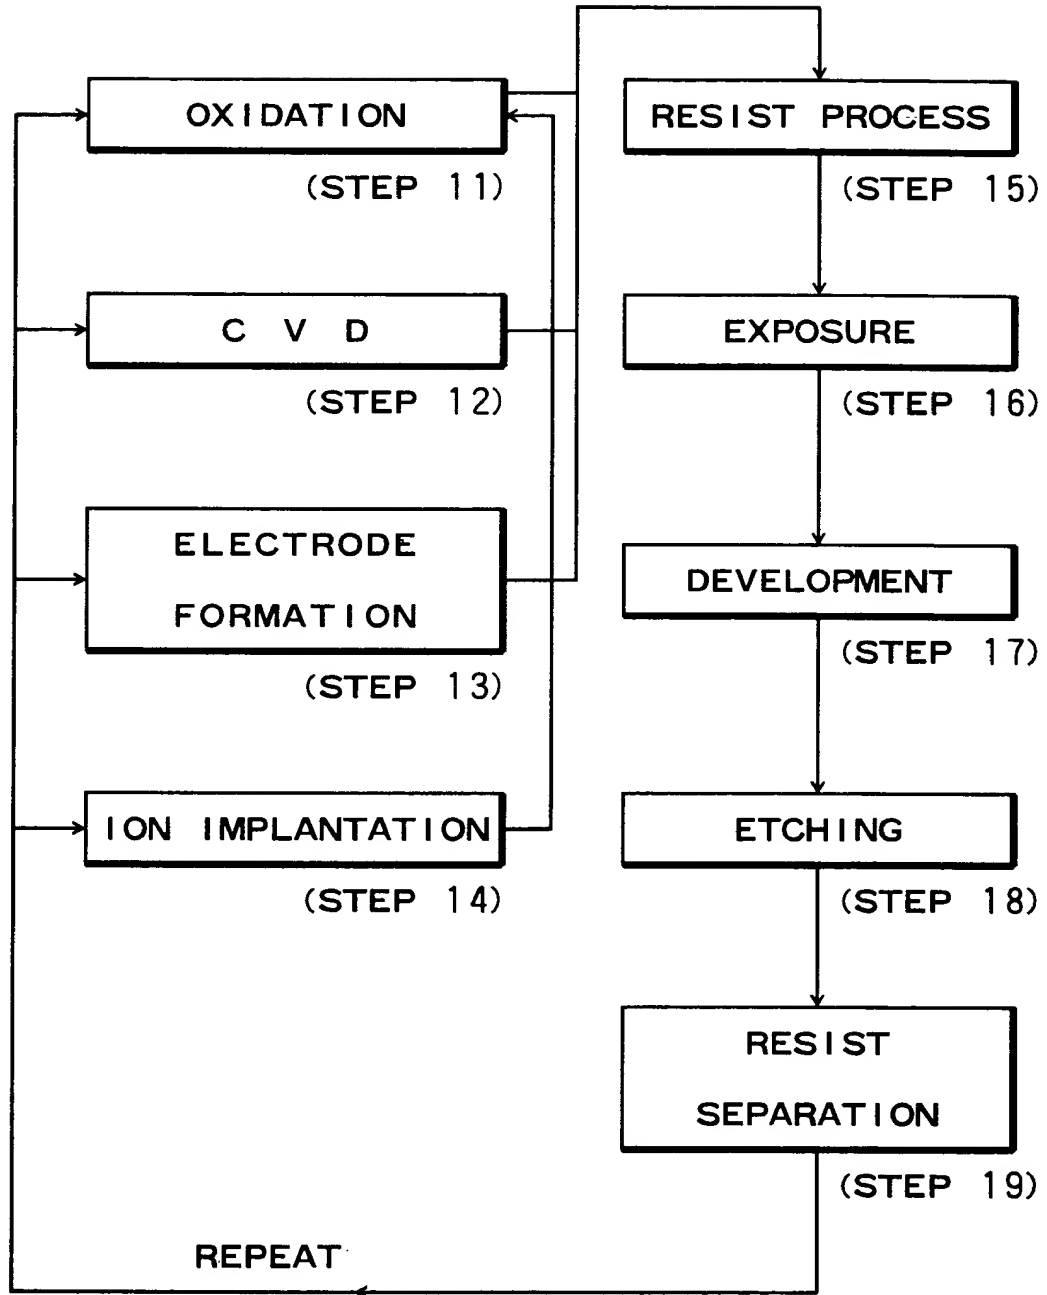 OXIDATION
(STEP 11)
C V D
(STEP 12)
ELECTRODE
FORMATION
(STEP 13)
ION IMPLANTATION
(STEP 14)
RESIST PROCESS
(STEP 15)
EXPOSURE
(STEP 16)
DEVELOPMENT
(STEP 17)
ETCHING
(STEP 18)
RESIST
SEPARATION
(STEP 19)
REPEAT